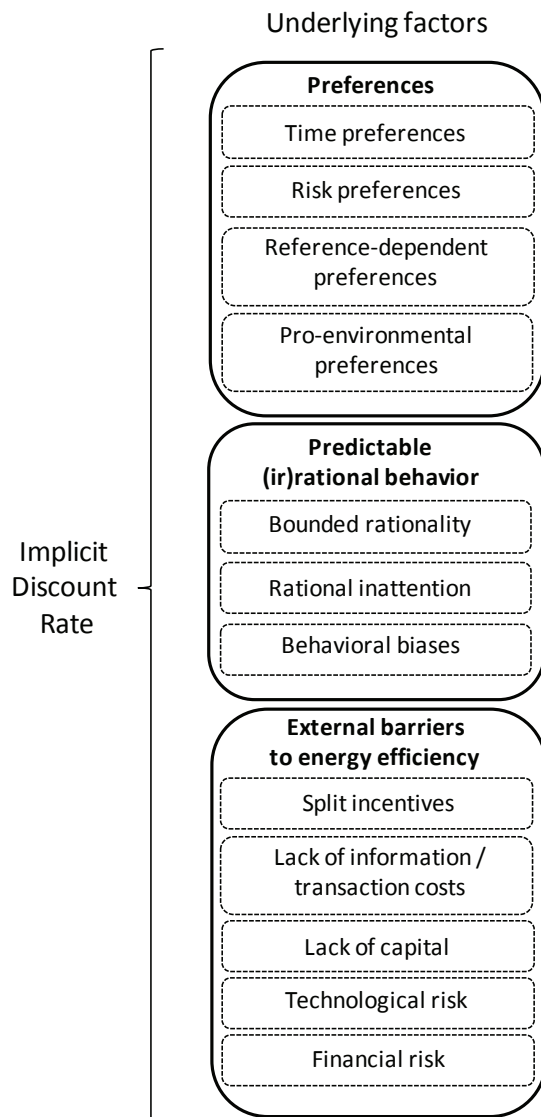 Underlying factors
Preferences
Time preferences
Risk preferences
Reference-dependent
preferences
Pro-environmental
preferences
Predictable
(ir)rational behavior
Bounded rationality
Rational inattention
Behavioral biases
Implicit
Discount
Rate
External barriers
to energy efficiency
Split incentives
Lack of information /
transaction costs
Lack of capital
Technological risk
Financial risk